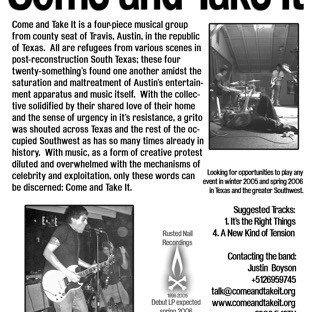 Come and Take It
Come and Take It is a four-piece musical group
from county seat of Travis, Austin, in the republic
of Texas. All are refugees from various scenes in
post-reconstruction South Texas; these four
twenty-something's found one another amidst the
saturation and maltreatment of Austin's entertain-
ment apparatus and music itself. With the collec-
tive solidified by their shared love of their home
and the sense of urgency in it's resistance, a grito
was shouted across Texas and the rest of the oc-
cupied Southwest as has so many times already in
history. With music, as a form of creative protest
diluted and overwhelmed with the mechanisms of
celebrity and exploitation, only these words can
be discerned: Come and Take It.
Looking for opportunities to play any
event in winter 2005 and spring 2006
in Texas and the greater Southwest.
Suggested Tracks:
1. It's the Right Things
4. A New Kind of Tension
Rusted Nail
Recordings
1998-2005
Debut LP expected
spring 2006
Contacting the band:
Justin Boyson
+5126959745
talk@comeandtakeit.org
www.comeandtakeit.org